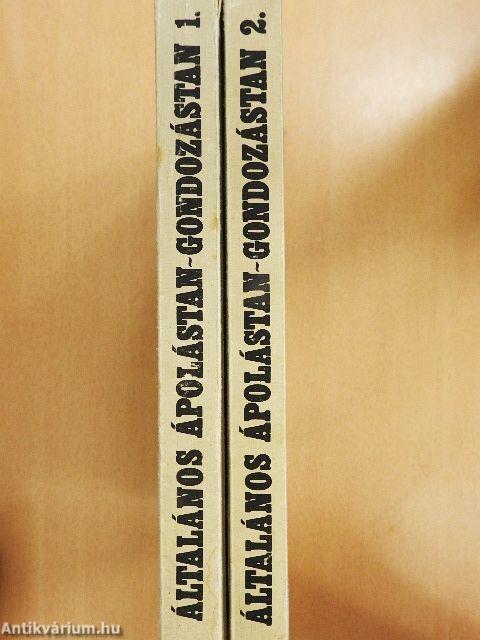 ÁLTALÁNOS ÁPOLÁSTAN-GONDOZÁSTAN 1.
ÁLTALÁNOS ÁPOLÁSTAN-GONDOZÁSTAN 2.
Antikvárium.hu